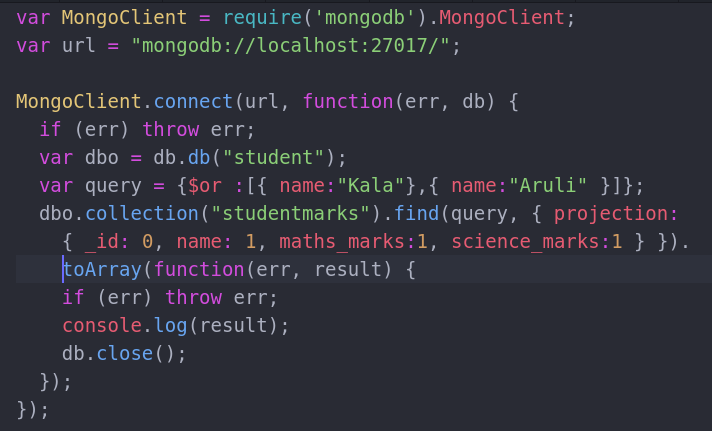 var MongoClient = require('mongodb').MongoClient;
var url = "mongodb://localhost:27017/";
MongoClient.connect(url, function(err, db) {
if (err) throw err;
var dbo = db.db("student");
var query = {$or :[{ name:"Kala"},{ name:"Aruli" }]};
dbo.collection("studentmarks").find(query, { projection:
{ _id: 0, name: 1, maths_marks:1, science_marks:1 } }).
toArray(function(err, result) {
if (err) throw err;
console.log(result);
db.close();
});
});